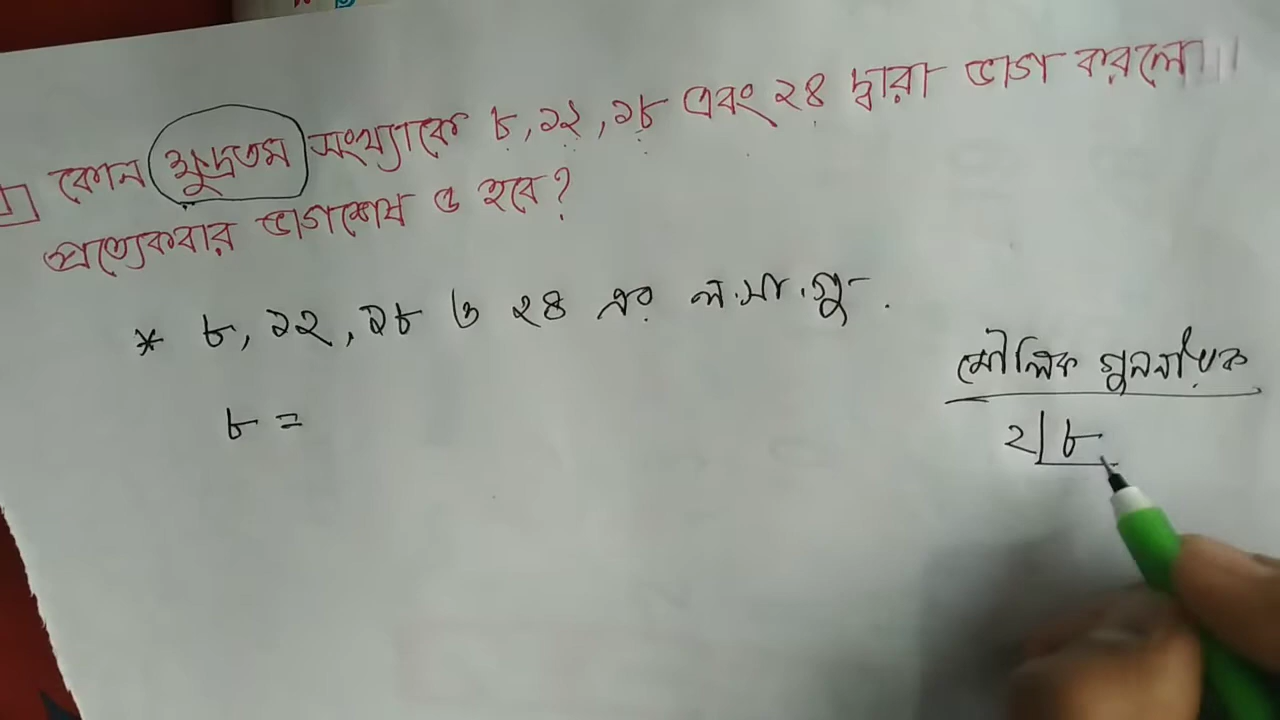 কোন ক্ষুদ্রতম সংখ্যাকে ৮, ১২, ১৮ এবং ২৪ দ্বারা ভাগ করলে
প্রত্যেকবার ভাগশেষ ৫ হবে?
* ৮, ১২, ১৮ ও ২৪ এর ল.সা.গু.
মৌলিক গুননীয়ক
৮ =
২ ৮